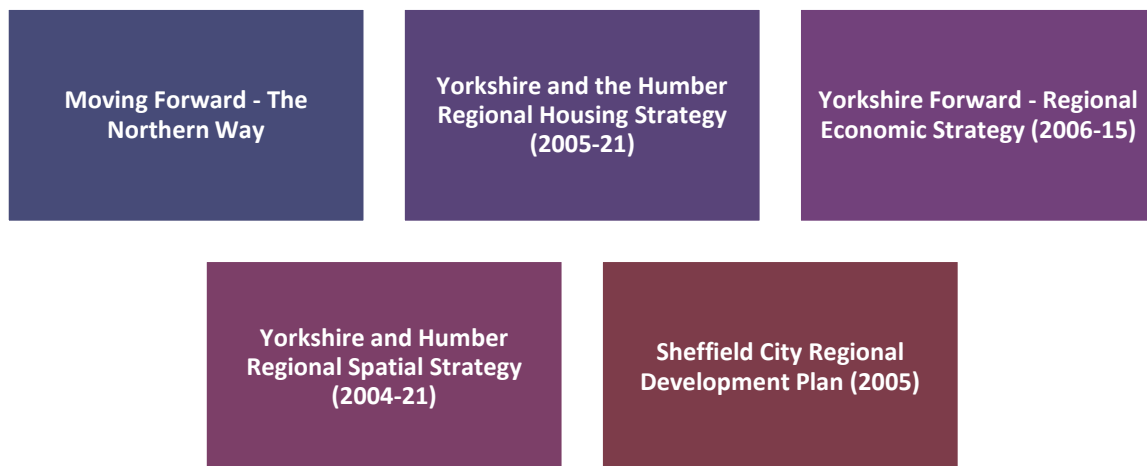 Moving Forward - The
Northern Way
Yorkshire and the Humber
Regional Housing Strategy
(2005-21)
Yorkshire Forward - Regional
Economic Strategy (2006-15)
Yorkshire and Humber
Regional Spatial Strategy
(2004-21)
Sheffield City Regional
Development Plan (2005)